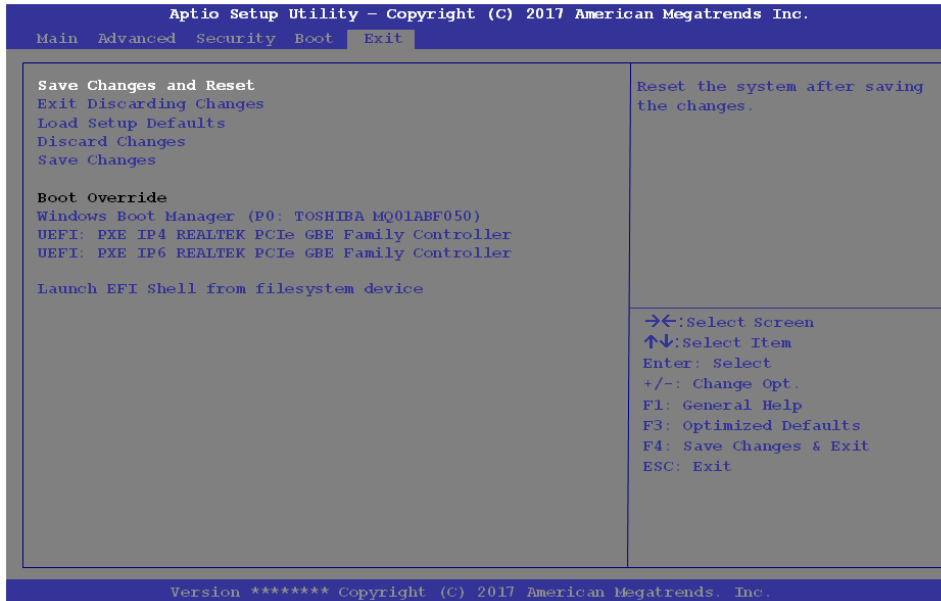 Aptio Setup Utility – Copyright (C) 2017 American Megatrends Inc.
Main Advanced Security Boot Exit
Save Changes and Reset
Exit Discarding Changes
Load Setup Defaults
Discard Changes
Save Changes
Boot Override
Windows Boot Manager (P0: TOSHIBA MQ01ABF050)
UEFI: PXE IP4 REALTEK PCIe GBE Family Controller
UEFI: PXE IP6 REALTEK PCIe GBE Family Controller
Launch EFI Shell from filesystem device
Reset the system after saving
the changes.
→←:Select Screen
↑↓:Select Item
Enter: Select
+/-: Change Opt.
F1: General Help
F3: Optimized Defaults
F4: Save Changes & Exit
ESC: Exit
Version ******** Copyright (C) 2017 American Megatrends. Inc.